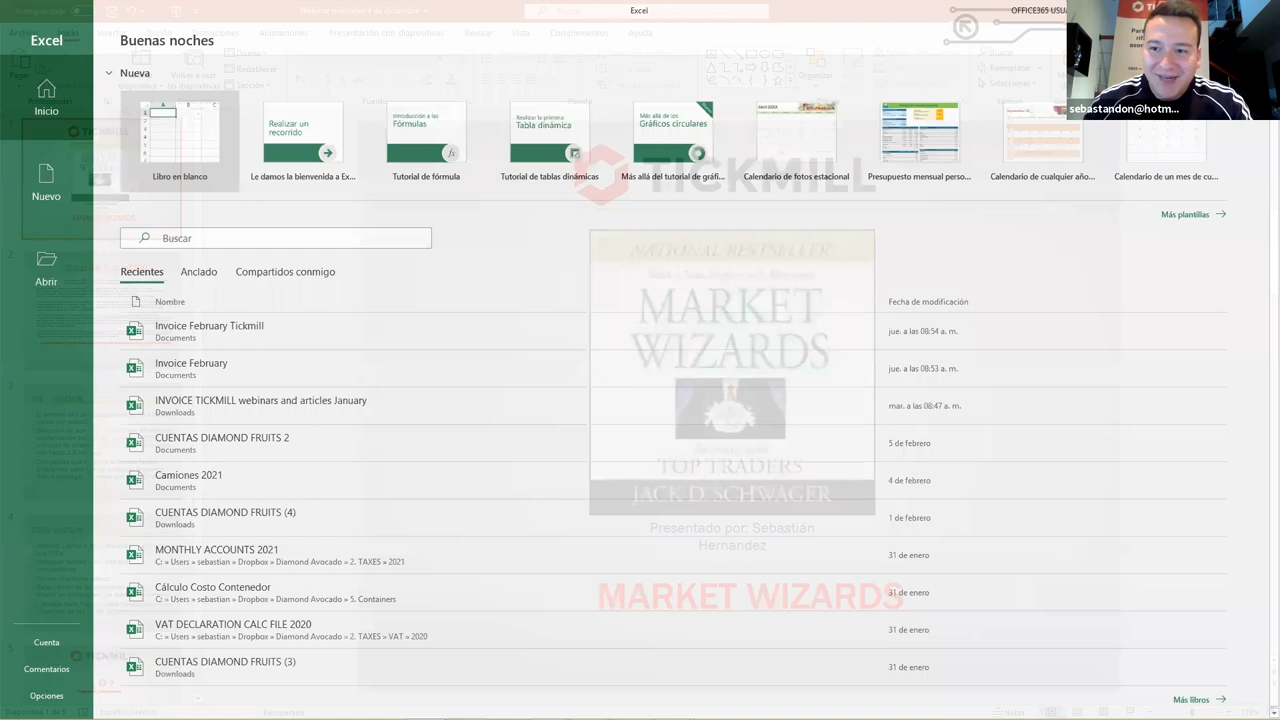 Autoguardado
Webinar miércoles 4 de diciembre
Excel
OFFICE365 USU
Excel
Buenas noches
Nueva
Inicio
Nuevo
Abrir
Realizar un
recorrido
Introducción a las
Fórmulas
Realizar la primera
Tabla dinámica
Más allá de los
Gráficos circulares
Libro en blanco
Le damos la bienvenida a Ex...
Tutorial de fórmula
Tutorial de tablas dinámicas
Más allá del tutorial de gráfi...
Calendario de fotos estacional
Presupuesto mensual perso...
Calendario de cualquier año...
Calendario de un mes de cu...
sebastandon@hotm...
TICKMILL
Más plantillas
Buscar
Recientes
Anclado
Compartidos conmigo
Nombre
Fecha de modificación
Invoice February Tickmill
Documents
jue. a las 08:54 a. m.
Invoice February
Documents
jue. a las 08:53 a. m.
INVOICE TICKMILL webinars and articles January
Downloads
mar. a las 08:47 a. m.
CUENTAS DIAMOND FRUITS 2
Documents
5 de febrero
Camiones 2021
Documents
4 de febrero
CUENTAS DIAMOND FRUITS (4)
Downloads
1 de febrero
MONTHLY ACCOUNTS 2021
C: » Users » sebastian » Dropbox » Diamond Avocado » 2. TAXES » 2021
31 de enero
Cálculo Costo Contenedor
C: » Users » sebastian » Dropbox » Diamond Avocado » 5. Containers
31 de enero
VAT DECLARATION CALC FILE 2020
C: » Users » sebastian » Dropbox » Diamond Avocado » 2. TAXES » VAT » 2020
31 de enero
CUENTAS DIAMOND FRUITS (3)
Downloads
31 de enero
NATIONAL BESTSELLER
MARKET
WIZARDS
TOP TRADERS
JACK D. SCHWAGER
Presentado por: Sebastián
Hernandez
MARKET WIZARDS
Cuenta
Comentarios
Opciones
Más libros